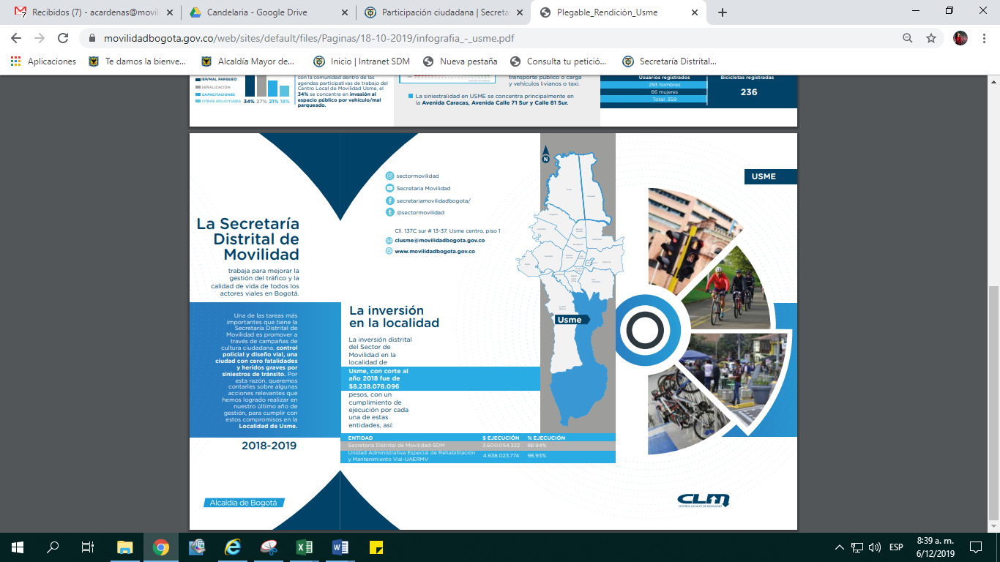 Recibidos (7) - acardenas@movil
Candelaria - Google Drive
Participación ciudadana | Secreta
Plegable_Rendición_Usme
movilidadbogota.gov.co/web/sites/default/files/Paginas/18-10-2019/infografia_-_usme.pdf
Aplicaciones
Te damos la bienve...
Alcaldía Mayor de...
Inicio | Intranet SDM
Nueva pestaña
Consulta tu petició...
Secretaría Distrital...
IEP/MAL PARQUEO
SEÑALIZACIÓN
CAPACITACIONES
OTRAS SOLICITUDES
34% 27% 21% 18%
con la comunidad dentro de las
agendas participativas de trabajo del
Centro Local de Movilidad Usme, el
34% se concentra en invasión al
espacio público por vehículo/mal
parqueado.
transporte público o carga
y vehículos livianos o taxi.
La siniestralidad en USME se concentra principalmente en
la Avenida Caracas, Avenida Calle 71 Sur y Calle 81 Sur.
Usuarios registrados
293 hombres
66 mujeres
Total: 359
Bicicletas registradas
236
La Secretaría
Distrital de
Movilidad
trabaja para mejorar la
gestión del tráfico y la
calidad de vida de todos los
actores viales en Bogotá.
Una de las tareas más
importantes que tiene la
Secretaría Distrital de
Movilidad es promover a
través de campañas de
cultura ciudadana, control
policial y diseño vial, una
ciudad con cero fatalidades
y heridos graves por
siniestros de tránsito. Por
esta razón, queremos
contarles sobre algunas
acciones relevantes que
hemos logrado realizar en
nuestro último año de
gestión, para cumplir con
estos compromisos en la
Localidad de Usme.
2018-2019
Alcaldía de Bogotá
sectormovilidad
Secretaría Movilidad
secretariamovilidadbogota/
@sectormovilidad
Cll. 137C sur # 13-37, Usme centro, piso 1
clusme@movilidadbogota.gov.co
www.movilidadbogota.gov.co
La inversión
en la localidad
La inversión distrital
del Sector de
Movilidad en la
localidad de
Usme, con corte al
año 2018 fue de
$8.238.078.096
pesos, con un
cumplimiento de
ejecución por cada
una de estas
entidades, así:
ENTIDAD $ EJECUCIÓN % EJECUCIÓN
Secretaría Distrital de Movilidad-SDM 3.600.054.322 88.94%
Unidad Administrativa Especial de Rehabilitación
y Mantenimiento Vial-UAERMV 4.638.023.774 98.93%
N
Usme
USME
CLM
CENTROS LOCALES DE MOVILIDAD
ESP
8:39 a. m.
6/12/2019